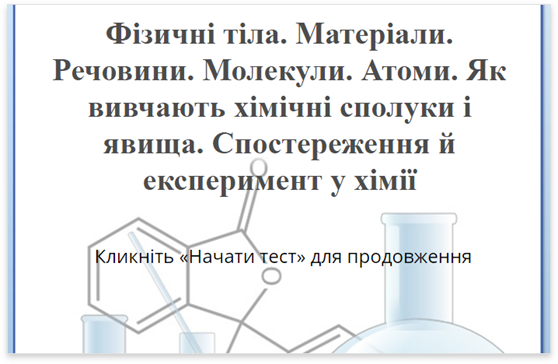 Фізичні тіла. Матеріали.
Речовини. Молекули. Атоми. Як
вивчають хімічні сполуки і
явища. Спостереження й
експеримент у хімії
O
O
Кликніть «Начати тест» для продовження